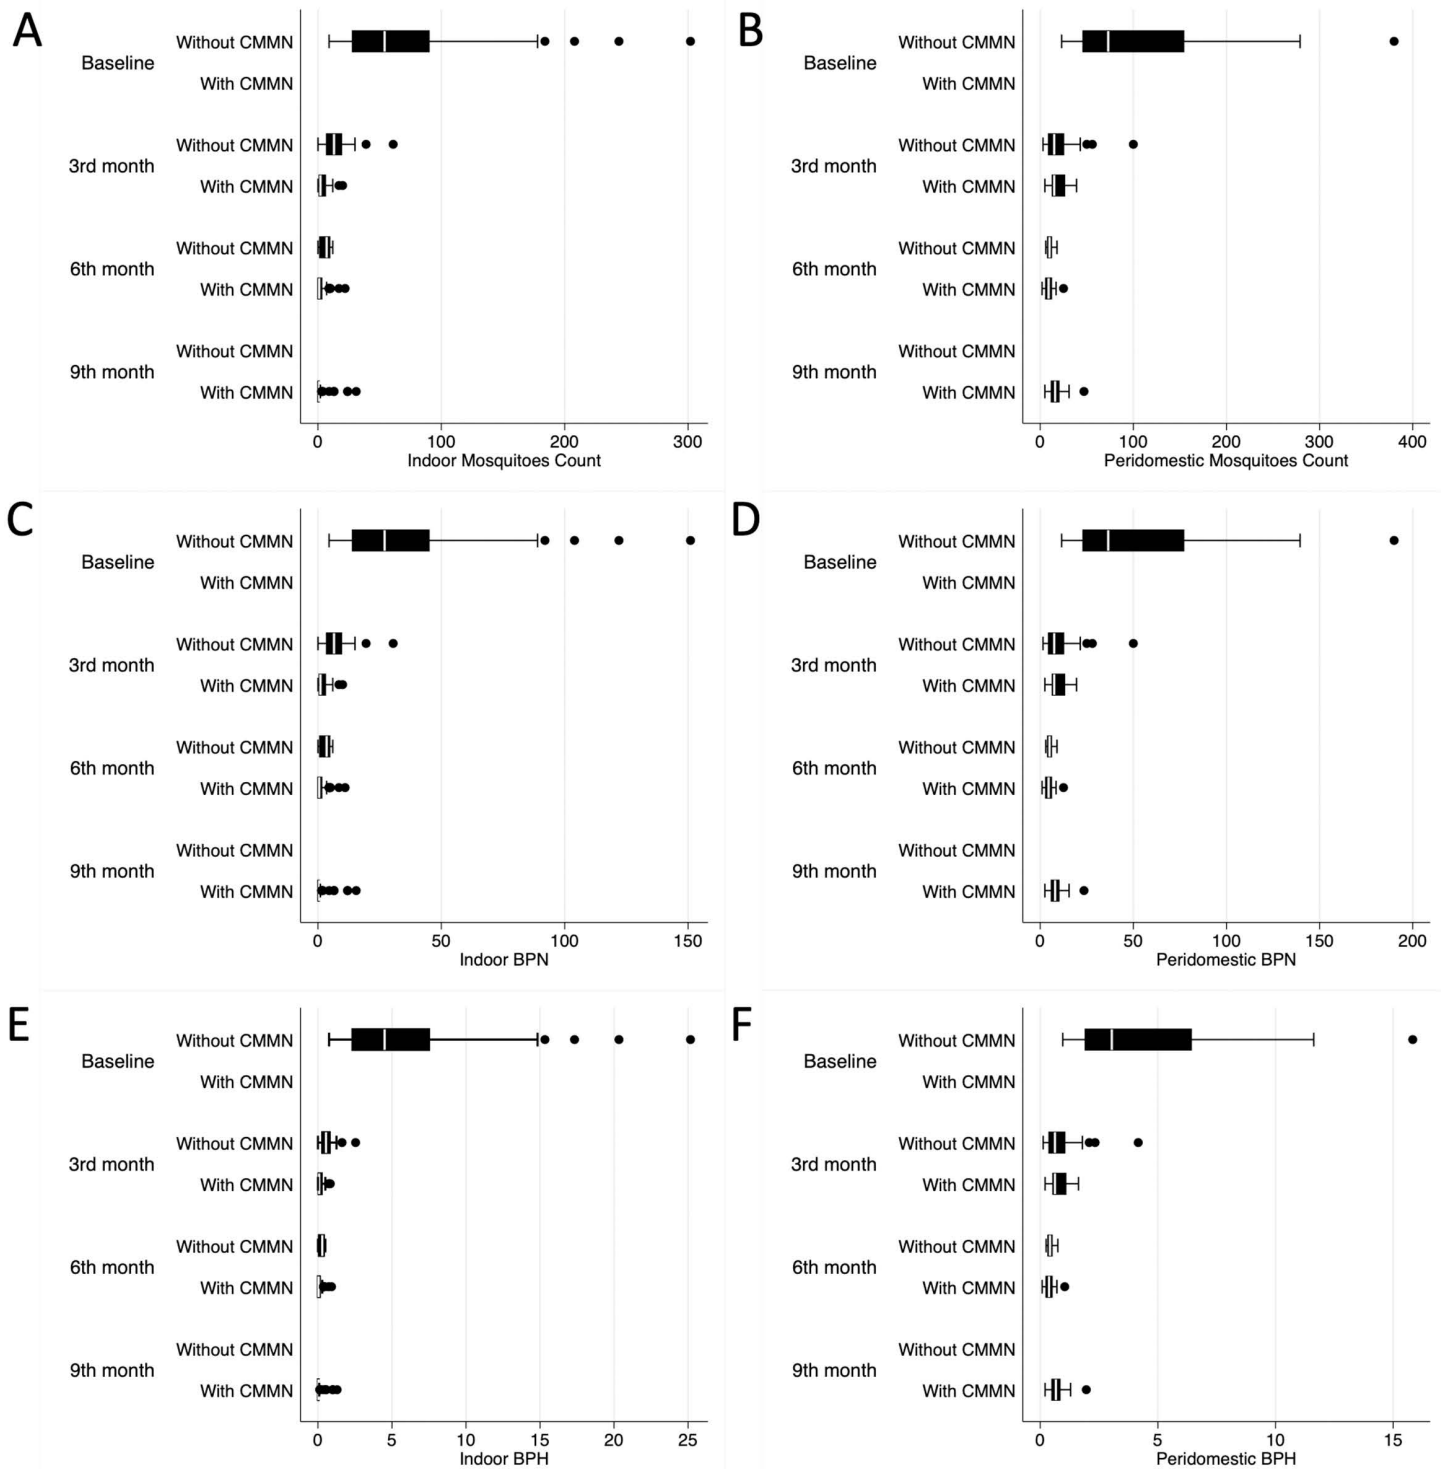 A
Without CMMN
Baseline
With CMMN
Without CMMN
3rd month
With CMMN
Without CMMN
6th month
With CMMN
Without CMMN
9th month
With CMMN
0 100 200 300
Indoor Mosquitoes Count
B
Without CMMN
Baseline
With CMMN
Without CMMN
3rd month
With CMMN
Without CMMN
6th month
With CMMN
Without CMMN
9th month
With CMMN
0 100 200 300 400
Peridomestic Mosquitoes Count
C
Without CMMN
Baseline
With CMMN
Without CMMN
3rd month
With CMMN
Without CMMN
6th month
With CMMN
Without CMMN
9th month
With CMMN
0 50 100 150
Indoor BPN
D
Without CMMN
Baseline
With CMMN
Without CMMN
3rd month
With CMMN
Without CMMN
6th month
With CMMN
Without CMMN
9th month
With CMMN
0 50 100 150 200
Peridomestic BPN
E
Without CMMN
Baseline
With CMMN
Without CMMN
3rd month
With CMMN
Without CMMN
6th month
With CMMN
Without CMMN
9th month
With CMMN
0 5 10 15 20 25
Indoor BPH
F
Without CMMN
Baseline
With CMMN
Without CMMN
3rd month
With CMMN
Without CMMN
6th month
With CMMN
Without CMMN
9th month
With CMMN
0 5 10 15
Peridomestic BPH